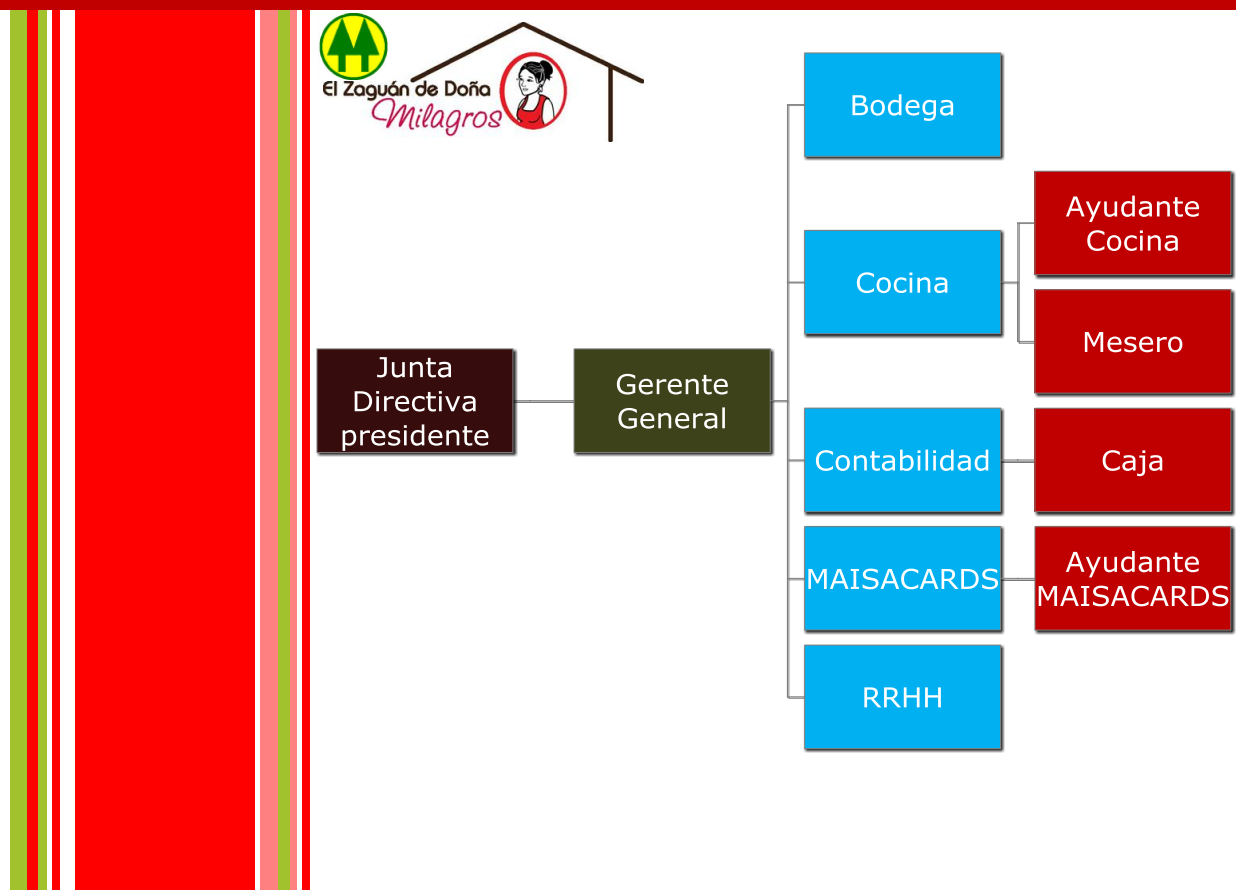 El Zaguán de Doña
Milagros
Bodega
Ayudante
Cocina
Cocina
Mesero
Junta
Directiva
presidente
Gerente
General
Contabilidad
Caja
MAISACARDS
Ayudante
MAISACARDS
RRHH